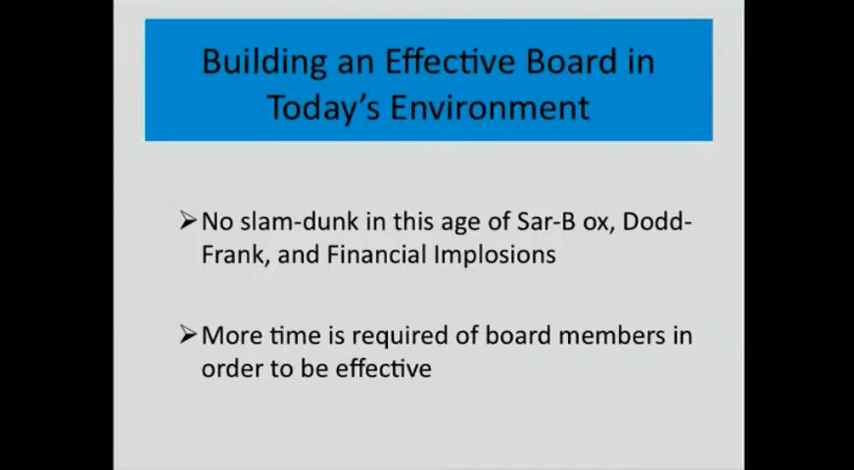 Building an Effective Board in
Today's Environment
➢No slam-dunk in this age of Sar-B ox, Dodd-
Frank, and Financial Implosions
➢More time is required of board members in
order to be effective